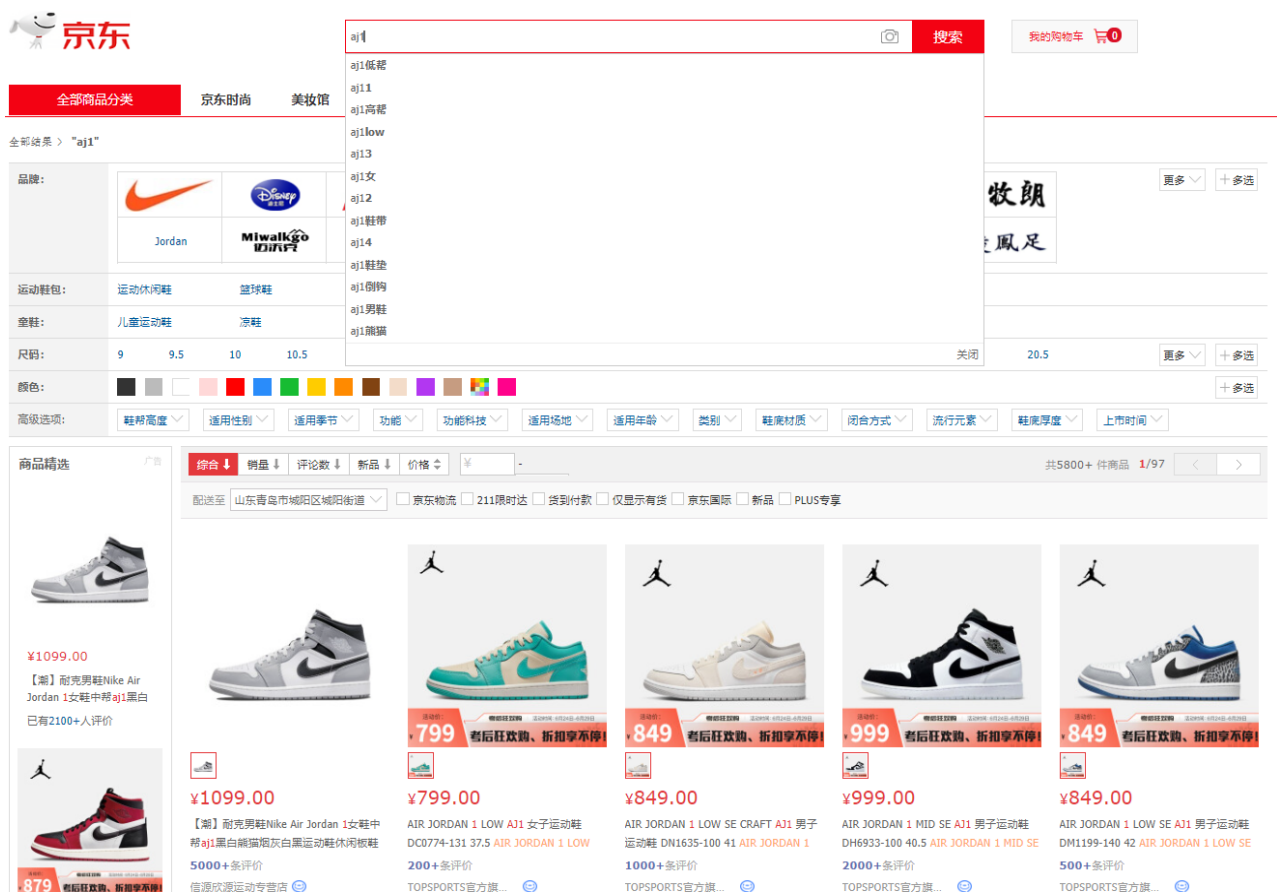 京东
aj1
搜索
我的购物车 0
aj1低帮
aj11
aj1高帮
aj1low
aj13
aj1女
aj12
aj1鞋带
aj14
aj1鞋垫
aj1倒钩
aj1男鞋
aj1熊猫
关闭
全部商品分类 京东时尚 美妆馆
全部结果 > "aj1"
品牌: Disney 牧朗 更多 多选
Jordan Miwalkgo 迈沃克 鳳足
运动鞋包: 运动休闲鞋 篮球鞋
童鞋: 儿童运动鞋 凉鞋
尺码: 9 9.5 10 10.5 20.5 更多 多选
颜色: 多选
高级选项: 鞋帮高度 适用性别 适用季节 功能 功能科技 适用场地 适用年龄 类别 鞋底材质 闭合方式 流行元素 鞋底厚度 上市时间
商品精选 广告
¥1099.00
【潮】耐克男鞋Nike Air
Jordan 1女鞋中帮aj1黑白
已有2100+人评价
879 考后狂欢购、折扣
综合 销量 评论数 新品 价格 ¥ - 共5800+ 件商品 1/97 < >
配送至 山东青岛市城阳区城阳街道 京东物流 211限时达 货到付款 仅显示有货 京东国际 新品 PLUS专享
¥1099.00
【潮】耐克男鞋Nike Air Jordan 1女鞋中
帮aj1黑白熊猫烟灰白黑运动鞋休闲板鞋
5000+条评价
信源欣源运动专营店
活动价:
¥799 考后狂欢购、折扣享不停!
¥799.00
AIR JORDAN 1 LOW AJ1 女子运动鞋
DC0774-131 37.5 AIR JORDAN 1 LOW
200+条评价
TOPSPORTS官方旗...
活动价:
¥849 考后狂欢购、折扣享不停!
¥849.00
AIR JORDAN 1 LOW SE CRAFT AJ1 男子
运动鞋 DN1635-100 41 AIR JORDAN 1
1000+条评价
TOPSPORTS官方旗...
活动价:
¥999 考后狂欢购、折扣享不停!
¥999.00
AIR JORDAN 1 MID SE AJ1 男子运动鞋
DH6933-100 40.5 AIR JORDAN 1 MID SE
2000+条评价
TOPSPORTS官方旗...
活动价:
¥849 考后狂欢购、折扣享不停!
¥849.00
AIR JORDAN 1 LOW SE AJ1 男子运动鞋
DM1199-140 42 AIR JORDAN 1 LOW SE
500+条评价
TOPSPORTS官方旗...